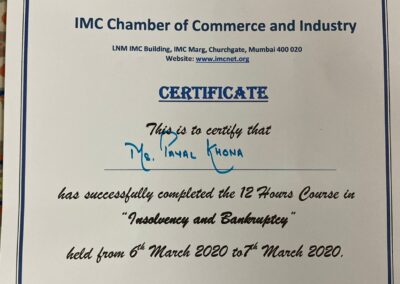 IMC Chamber of Commerce and Industry
LNM IMC Building, IMC Marg, Churchgate, Mumbai 400 020
Website: www.imcnet.org
CERTIFICATE
This is to certify that
Ms. Payal Khona
has successfully completed the 12 Hours Course in
"Insolvency and Bankruptcy"
held from 6th March 2020 to 7th March 2020.